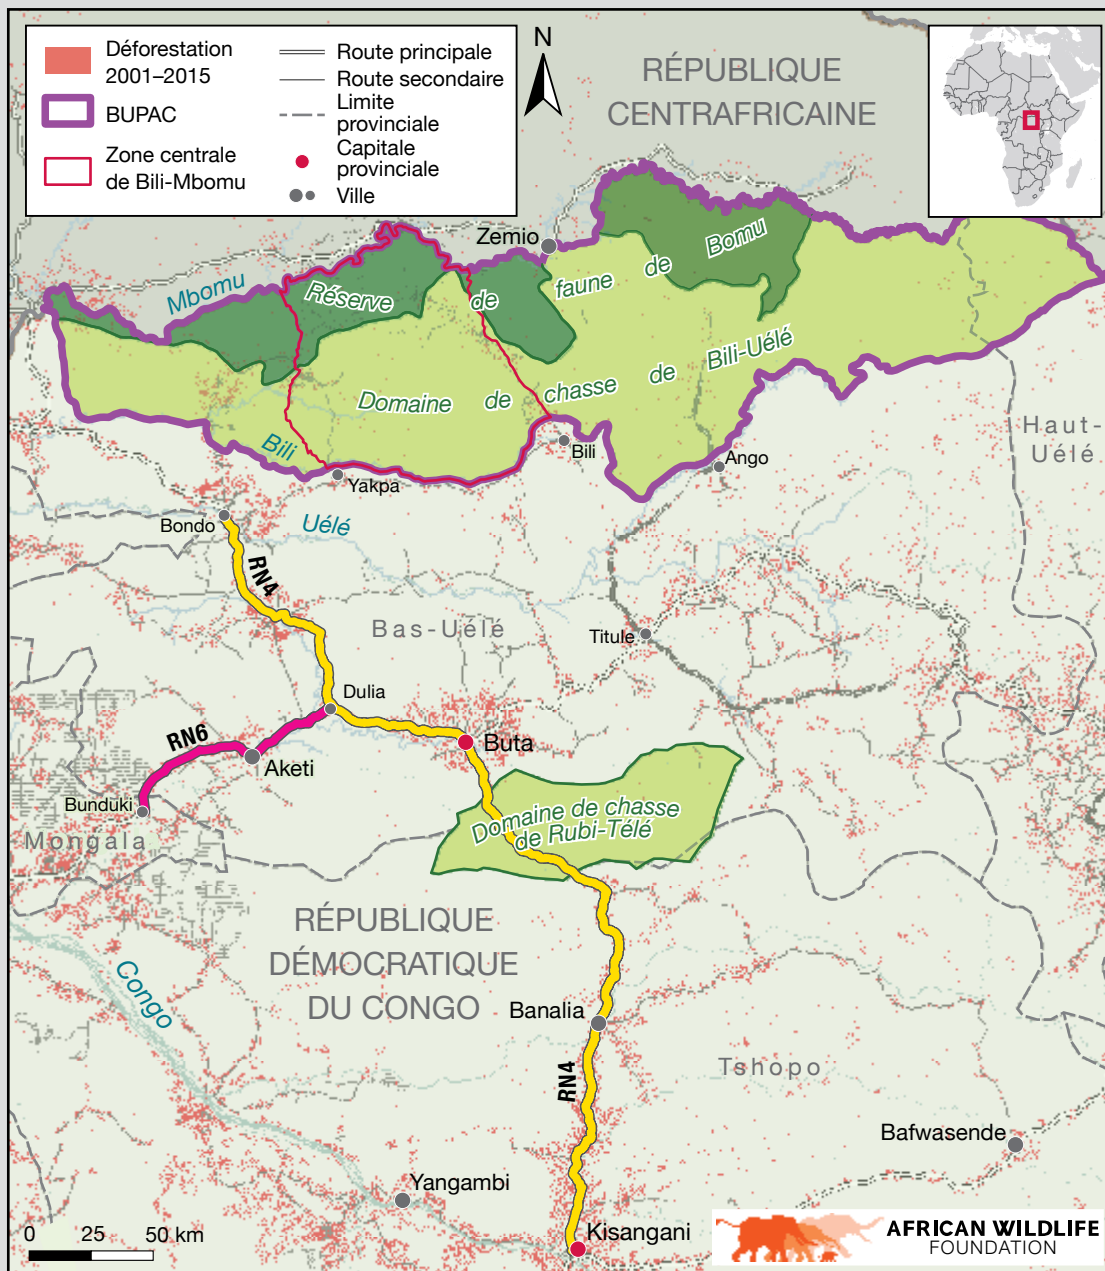 Déforestation
2001–2015
BUPAC
Zone centrale
de Bili-Mbomu
Route principale
Route secondaire
Limite
provinciale
Capitale
provinciale
Ville
N
RÉPUBLIQUE
CENTRAFRICAINE
Zemio
Mbomu
Réserve de faune de Bomu
Domaine de chasse de Bili-Uélé
Bili
Yakpa
Bili
Ango
Haut-
Uélé
Bondo
Uélé
RN4
Bas-Uélé
Titule
Dulia
RN6
Buta
Aketi
Bunduki
Mongala
Domaine de chasse
de Rubi-Télé
RÉPUBLIQUE
DÉMOCRATIQUE
DU CONGO
Congo
Banalia
RN4
Tshopo
Bafwasende
Yangambi
Kisangani
0 25 50 km
AFRICAN WILDLIFE
FOUNDATION